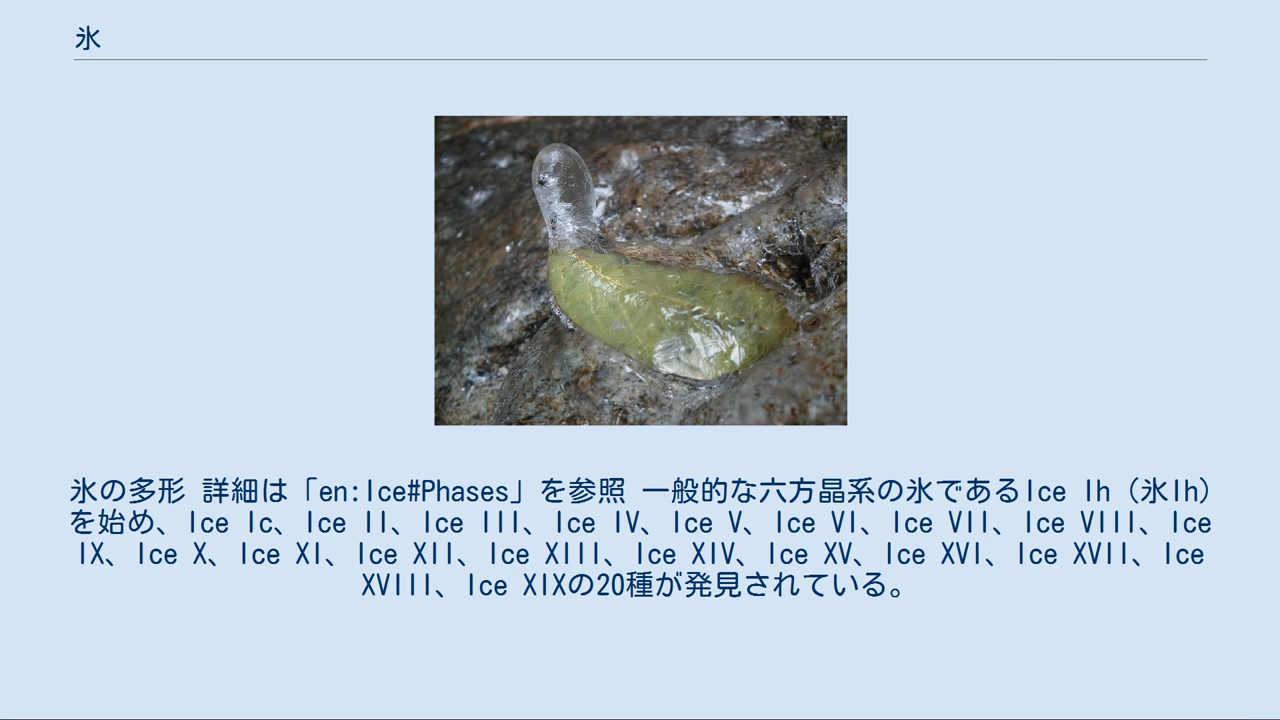 氷
氷の多形 詳細は「en:Ice#Phases」を参照 一般的な六方晶系の氷であるIce Ih（氷Ih）
を始め、Ice Ic、Ice II、Ice III、Ice IV、Ice V、Ice VI、Ice VII、Ice VIII、Ice
IX、Ice X、Ice XI、Ice XII、Ice XIII、Ice XIV、Ice XV、Ice XVI、Ice XVII、Ice
XVIII、Ice XIXの20種が発見されている。